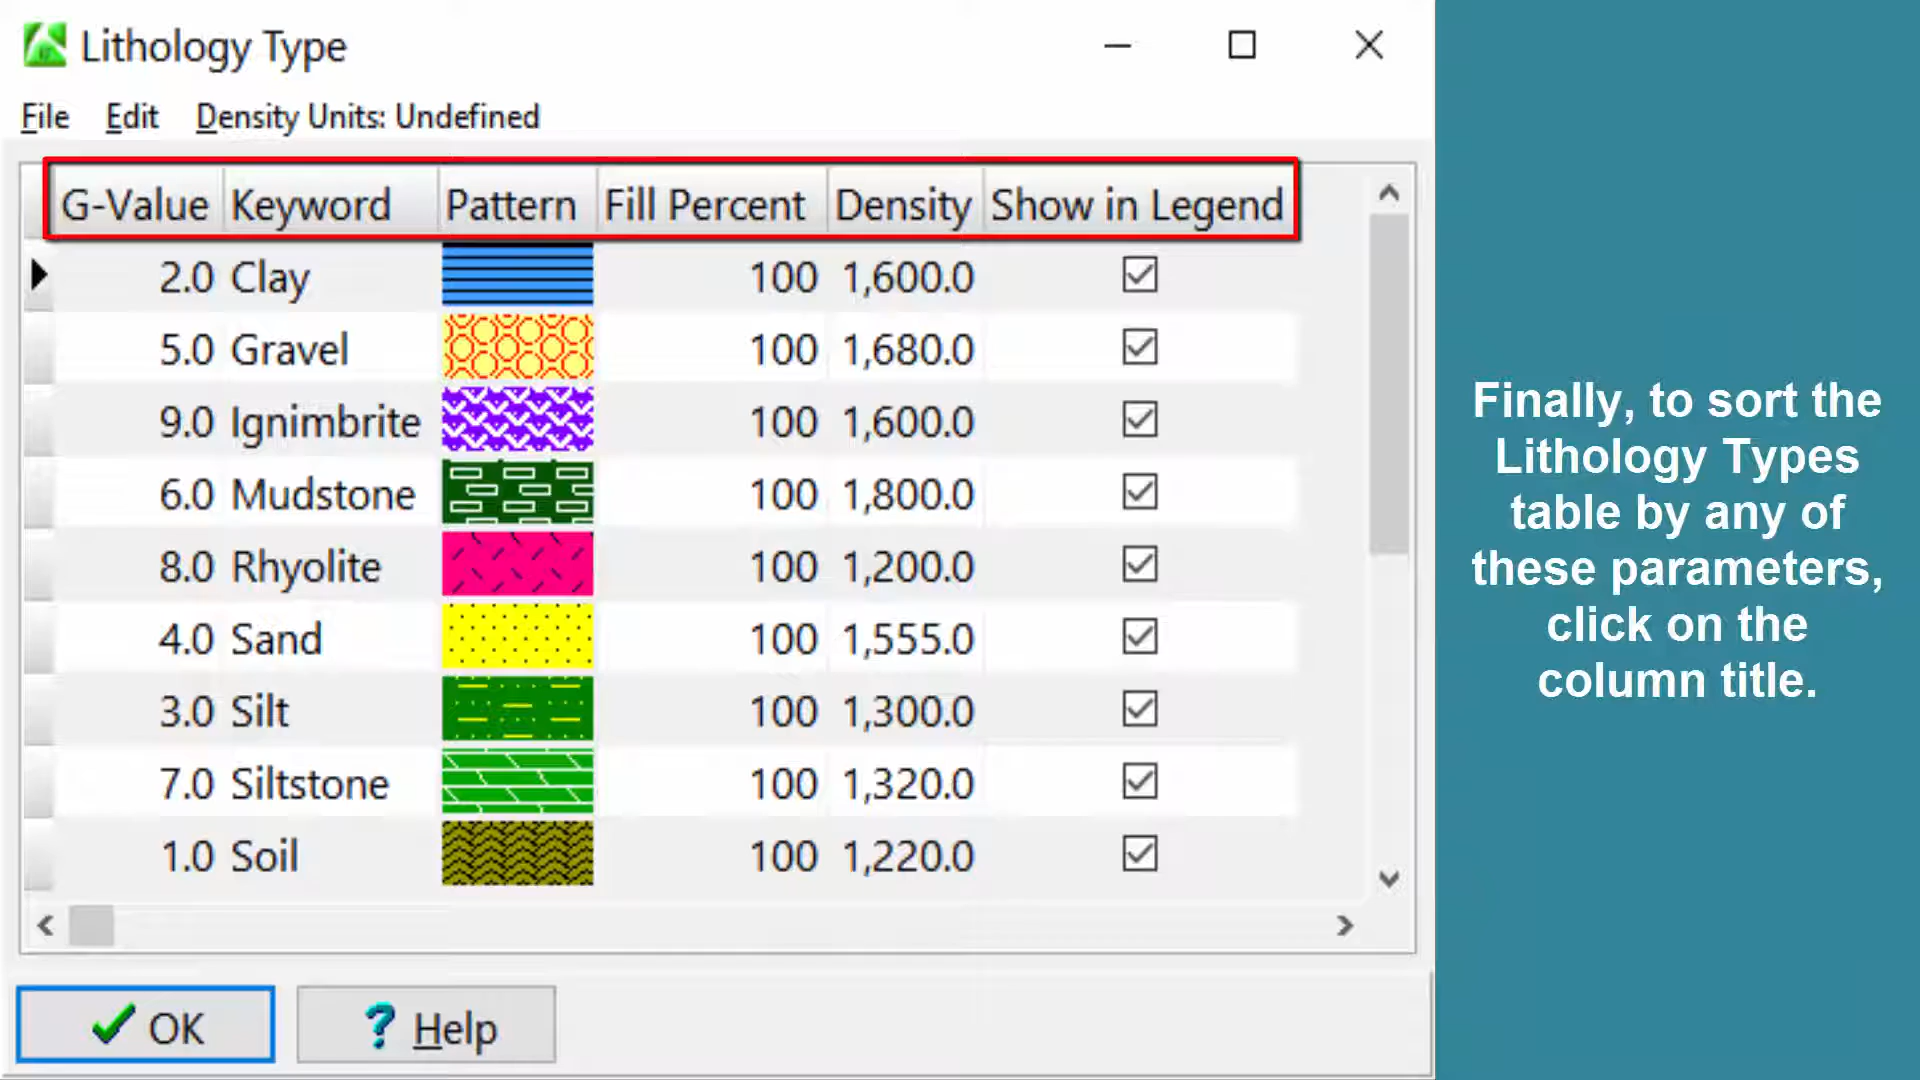 Lithology Type
File Edit Density Units: Undefined
G-Value Keyword Pattern Fill Percent Density Show in Legend
2.0 Clay 100 1,600.0
5.0 Gravel 100 1,680.0
9.0 Ignimbrite 100 1,600.0
6.0 Mudstone 100 1,800.0
8.0 Rhyolite 100 1,200.0
4.0 Sand 100 1,555.0
3.0 Silt 100 1,300.0
7.0 Siltstone 100 1,320.0
1.0 Soil 100 1,220.0
OK
? Help
Finally, to sort the
Lithology Types
table by any of
these parameters,
click on the
column title.